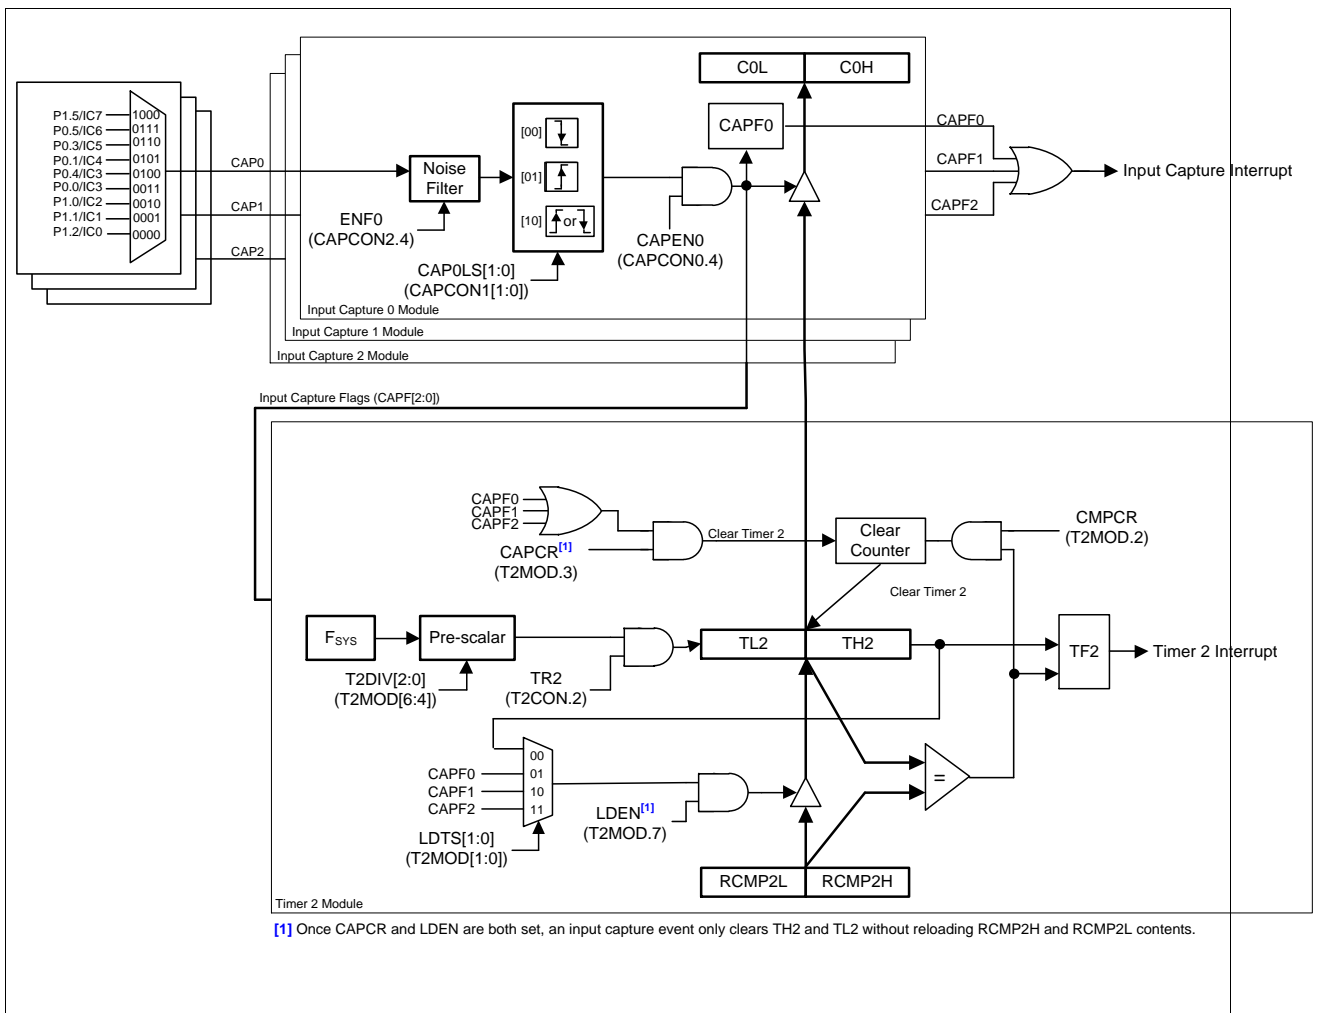 C0L C0H
P1.5/IC7 1000
P0.5/IC6 0111
P0.3/IC5 0110
P0.1/IC4 0101
P0.4/IC3 0100
P0.0/IC3 0011
P1.0/IC2 0010
P1.1/IC1 0001
P1.2/IC0 0000
CAP0
CAP1
CAP2
Noise
Filter
ENF0
(CAPCON2.4)
[00]
[01]
[10] or
CAP0LS[1:0]
(CAPCON1[1:0])
CAPEN0
(CAPCON0.4)
CAPF0
CAPF0
CAPF1
CAPF2
Input Capture Interrupt
Input Capture 0 Module
Input Capture 1 Module
Input Capture 2 Module
Input Capture Flags (CAPF[2:0])
CAPF0
CAPF1
CAPF2
CAPCR[1]
(T2MOD.3)
Clear Timer 2
Clear
Counter
CMPCR
(T2MOD.2)
Clear Timer 2
FSYS
Pre-scalar
T2DIV[2:0]
(T2MOD[6:4])
TR2
(T2CON.2)
TL2 TH2
TF2
Timer 2 Interrupt
00
CAPF0 01
CAPF1 10
CAPF2 11
LDTS[1:0]
(T2MOD[1:0])
LDEN[1]
(T2MOD.7)
=
RCMP2L RCMP2H
Timer 2 Module
[1] Once CAPCR and LDEN are both set, an input capture event only clears TH2 and TL2 without reloading RCMP2H and RCMP2L contents.